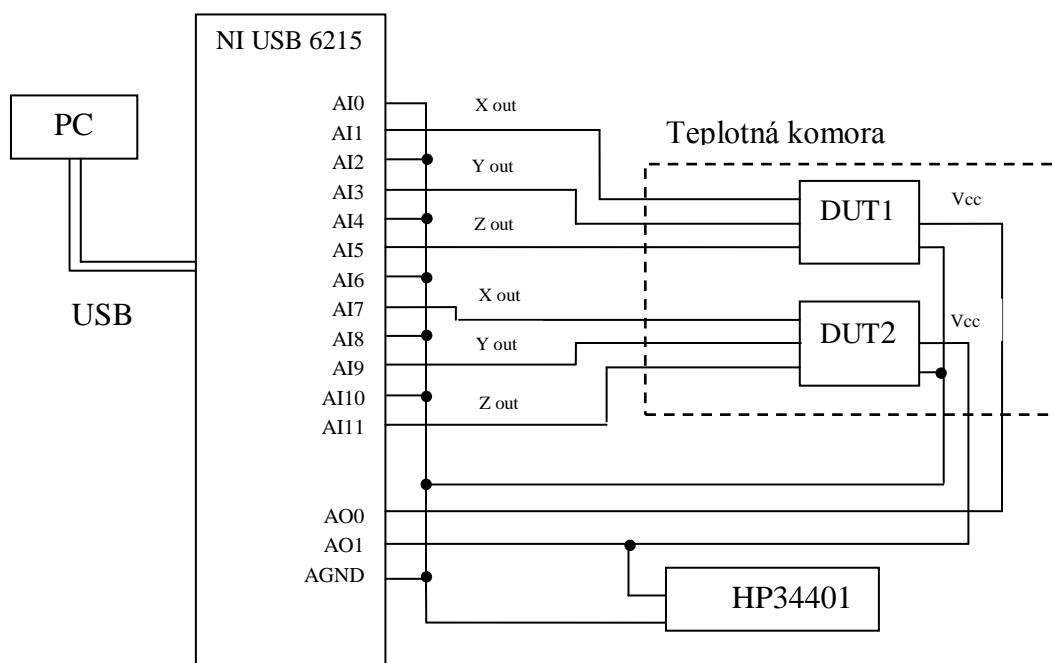 NI USB 6215
PC
USB
AI0
AI1
AI2
AI3
AI4
AI5
AI6
AI7
AI8
AI9
AI10
AI11
AO0
AO1
AGND
X out
Y out
Z out
X out
Y out
Z out
Teplotná komora
DUT1
Vcc
DUT2
Vcc
HP34401